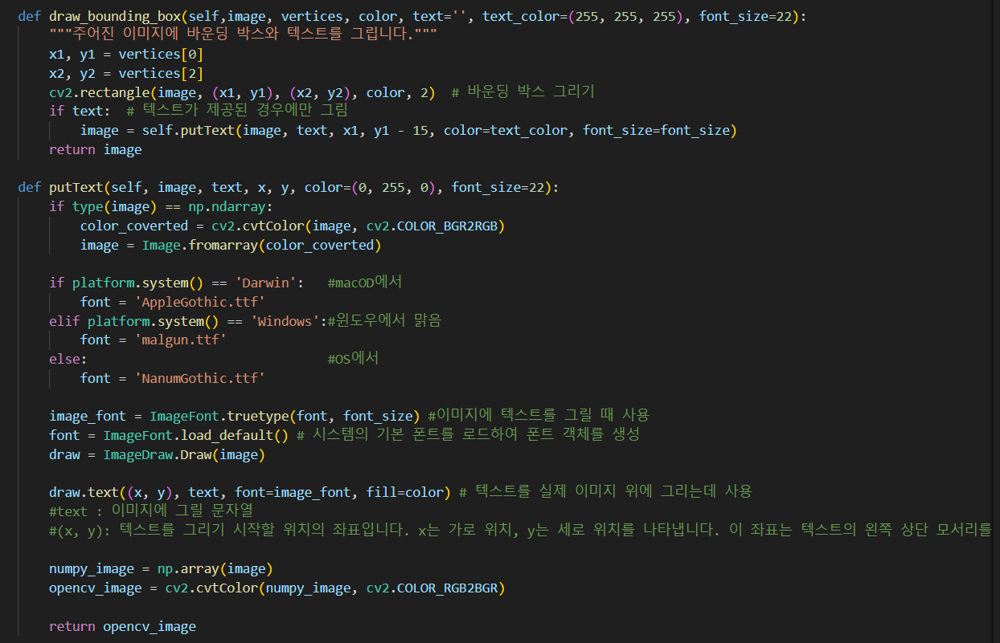 def draw_bounding_box(self,image, vertices, color, text='', text_color=(255, 255, 255), font_size=22):
    """주어진 이미지에 바운딩 박스와 텍스트를 그립니다."""
    x1, y1 = vertices[0]
    x2, y2 = vertices[2]
    cv2.rectangle(image, (x1, y1), (x2, y2), color, 2)  # 바운딩 박스 그리기
    if text:  # 텍스트가 제공된 경우에만 그림
        image = self.putText(image, text, x1, y1 - 15, color=text_color, font_size=font_size)
    return image

def putText(self, image, text, x, y, color=(0, 255, 0), font_size=22):
    if type(image) == np.ndarray:
        color_coverted = cv2.cvtColor(image, cv2.COLOR_BGR2RGB)
        image = Image.fromarray(color_coverted)

    if platform.system() == 'Darwin':   #macOD에서
        font = 'AppleGothic.ttf'
    elif platform.system() == 'Windows':#윈도우에서 맑음
        font = 'malgun.ttf'
    else:                               #OS에서
        font = 'NanumGothic.ttf'

    image_font = ImageFont.truetype(font, font_size) #이미지에 텍스트를 그릴 때 사용
    font = ImageFont.load_default() # 시스템의 기본 폰트를 로드하여 폰트 객체를 생성
    draw = ImageDraw.Draw(image)

    draw.text((x, y), text, font=image_font, fill=color) # 텍스트를 실제 이미지 위에 그리는데 사용
    #text : 이미지에 그릴 문자열
    #(x, y): 텍스트를 그리기 시작할 위치의 좌표입니다. x는 가로 위치, y는 세로 위치를 나타냅니다. 이 좌표는 텍스트의 왼쪽 상단 모서리를

    numpy_image = np.array(image)
    opencv_image = cv2.cvtColor(numpy_image, cv2.COLOR_RGB2BGR)

    return opencv_image